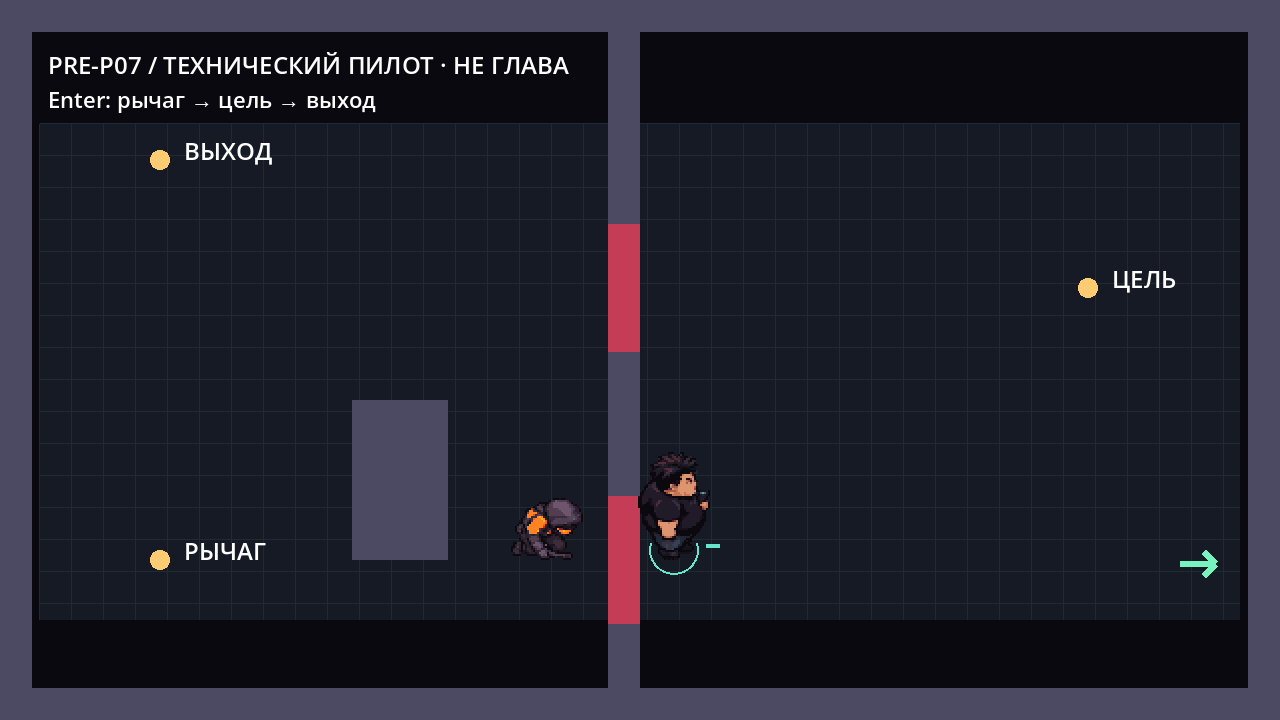 PRE-P07 / ТЕХНИЧЕСКИЙ ПИЛОТ · НЕ ГЛАВА
Enter: рычаг → цель → выход
ВЫХОД
ЦЕЛЬ
РЫЧАГ